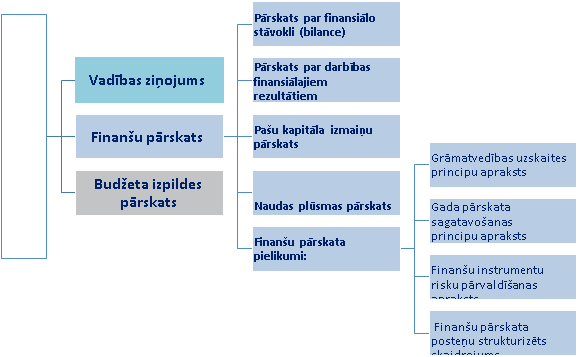 Vadības ziņojums
Finanšu pārskats
Budžeta izpildes
pārskats
Pārskats par finansiālo
stāvokli (bilance)
Pārskats par darbības
finansiālajiem
rezultātiem
Pašu kapitāla izmaiņu
pārskats
Naudas plūsmas pārskats
Finanšu pārskata
pielikumi:
Grāmatvedības uzskaites
principu apraksts
Gada pārskata
sagatavošanas
principu apraksts
Finanšu instrumentu
risku pārvaldīšanas
apraksts
Finanšu pārskata
posteņu strukturizēts
skaidrojums